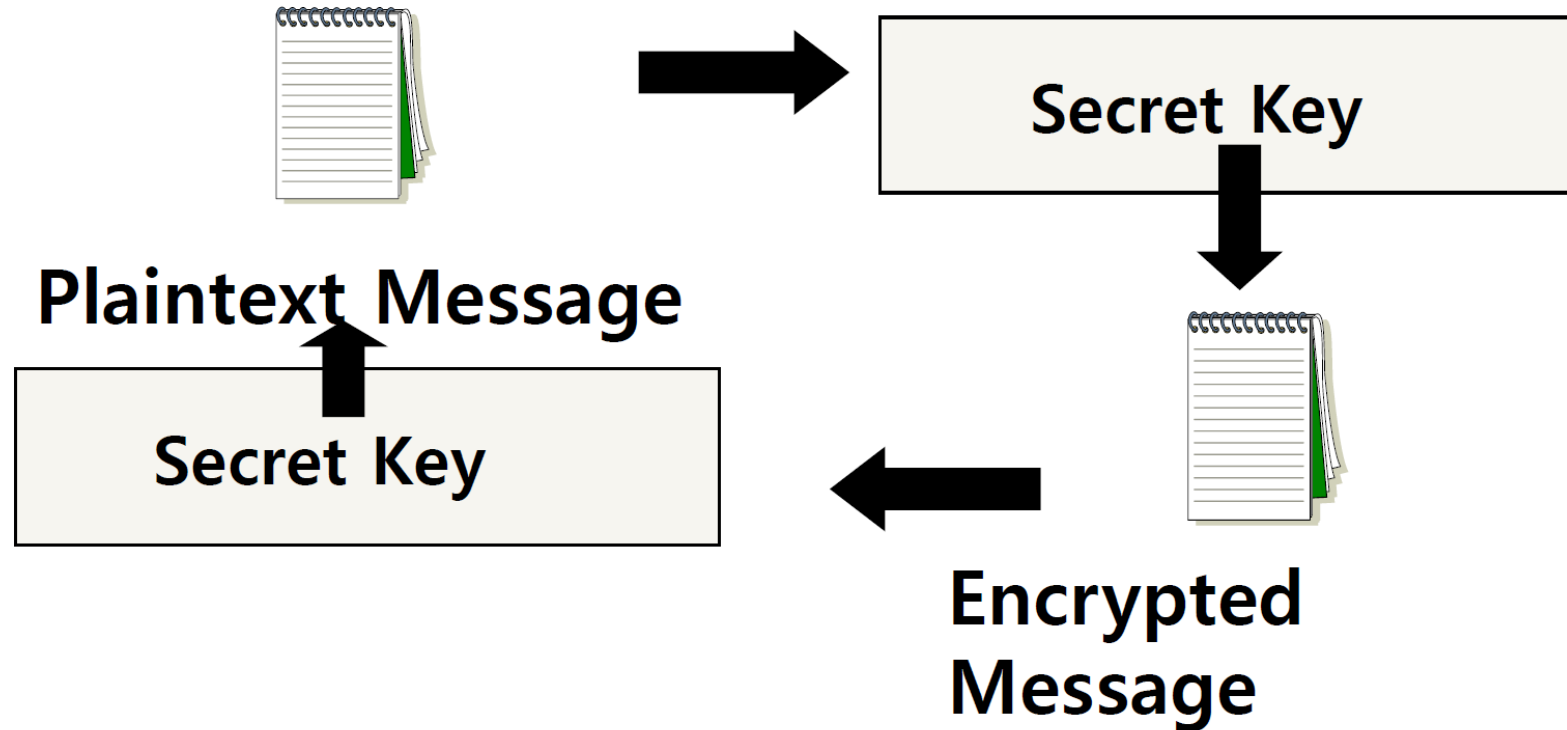 Secret Key
Plaintext Message
Secret Key
Encrypted
Message